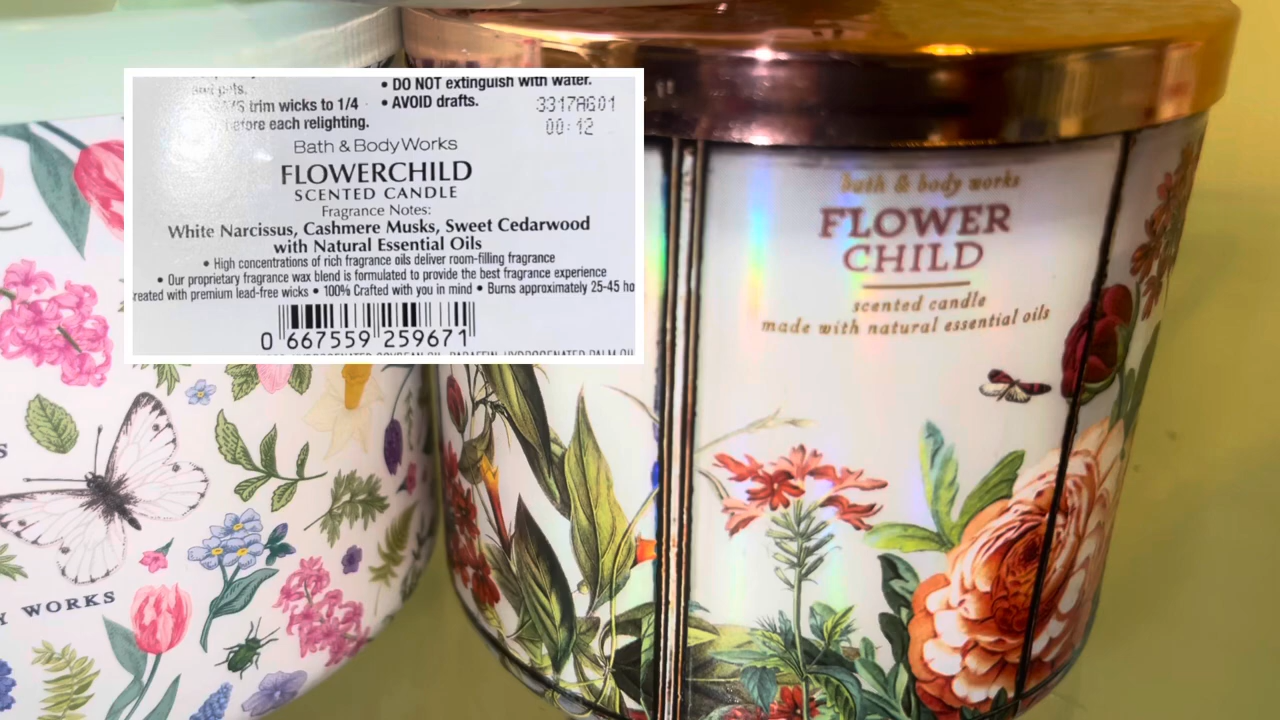 • DO NOT extinguish with water.
trim wicks to 1/4 • AVOID drafts.
before each relighting.
3317AG01
00:12
Bath & Body Works
FLOWERCHILD
SCENTED CANDLE
Fragrance Notes:
White Narcissus, Cashmere Musks, Sweet Cedarwood
with Natural Essential Oils
• High concentrations of rich fragrance oils deliver room-filling fragrance
• Our proprietary fragrance wax blend is formulated to provide the best fragrance experience
reated with premium lead-free wicks • 100% Crafted with you in mind • Burns approximately 25-45 ho
0 667559 259671
bath & body works
FLOWER
CHILD
scented candle
made with natural essential oils
S
Y WORKS